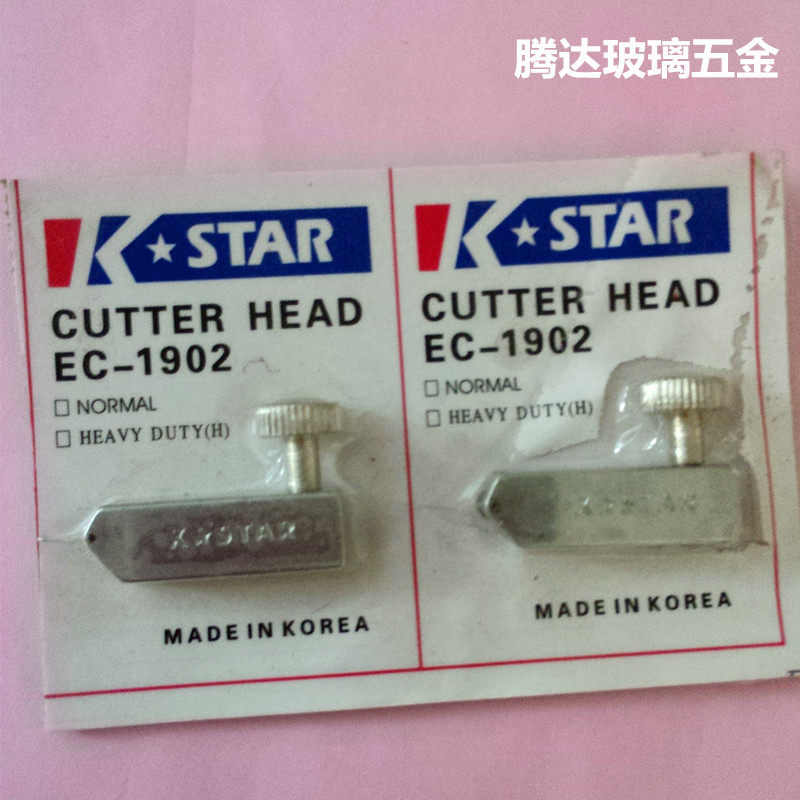 腾达玻璃五金
K★STAR
CUTTER HEAD
EC-1902
□ NORMAL
□ HEAVY DUTY(H)
K★STAR
MADE IN KOREA
K★STAR
CUTTER HEAD
EC-1902
□ NORMAL
□ HEAVY DUTY(H)
K★STAR
MADE IN KOREA